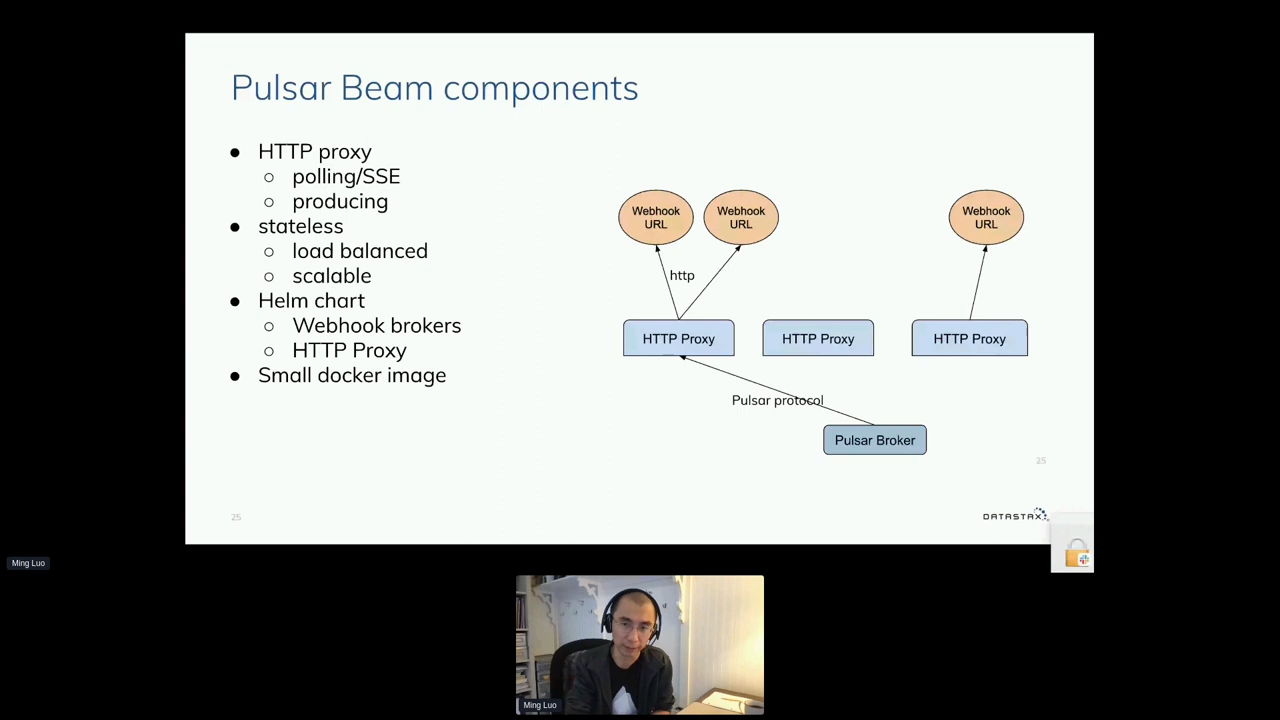 Pulsar Beam components
● HTTP proxy
○ polling/SSE
○ producing
● stateless
○ load balanced
○ scalable
● Helm chart
○ Webhook brokers
○ HTTP Proxy
● Small docker image
Webhook
URL
Webhook
URL
Webhook
URL
http
HTTP Proxy
HTTP Proxy
HTTP Proxy
Pulsar protocol
Pulsar Broker
25
25
DATASTAX
Ming Luo
Ming Luo